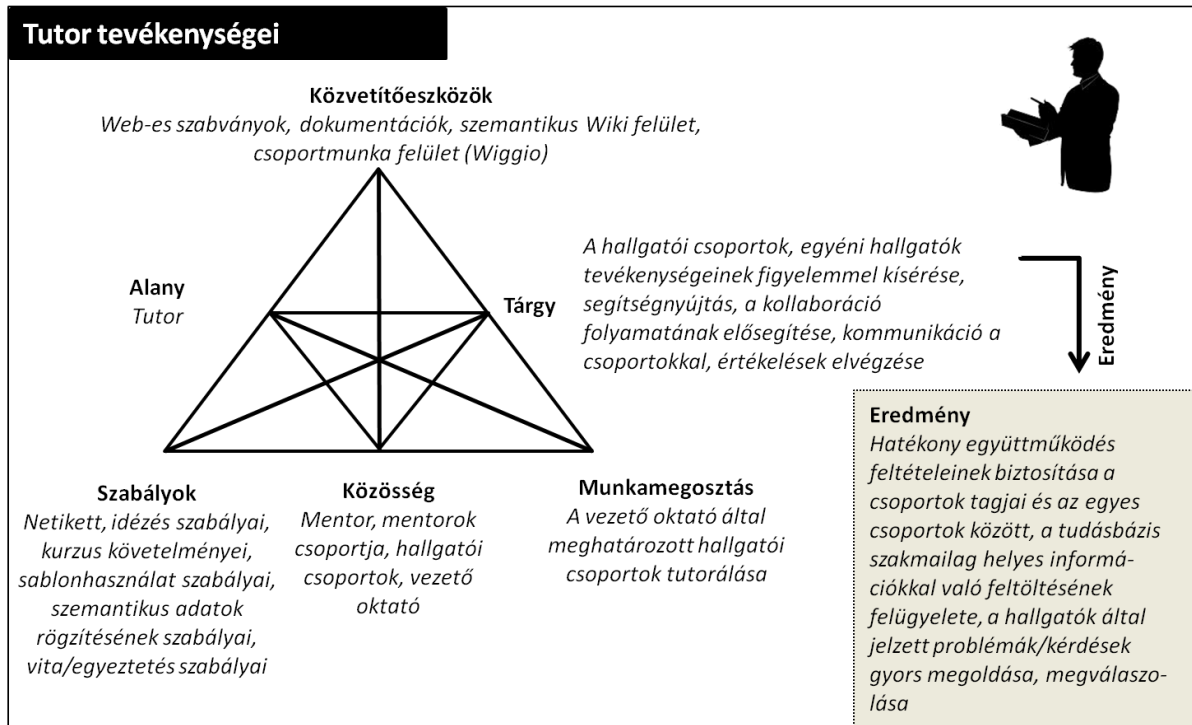 Tutor tevékenységei
Közvetítőeszközök
Web-es szabványok, dokumentációk, szemantikus Wiki felület,
csoportmunka felület (Wiggio)
Alany
Tutor
Tárgy
A hallgatói csoportok, egyéni hallgatók
tevékenységeinek figyelemmel kísérése,
segítségnyújtás, a kollaboráció
folyamatának elősegítése, kommunikáció a
csoportokkal, értékelések elvégzése
Eredmény
Szabályok
Netikett, idézés szabályai,
kurzus követelményei,
sablonhasználat szabályai,
szemantikus adatok
rögzítésének szabályai,
vita/egyeztetés szabályai
Közösség
Mentor, mentorok
csoportja, hallgatói
csoportok, vezető
oktató
Munkamegosztás
A vezető oktató által
meghatározott hallgatói
csoportok tutorálása
Eredmény
Hatékony együttműködés
feltételeinek biztosítása a
csoportok tagjai és az egyes
csoportok között, a tudásbázis
szakmailag helyes informá-
ciókkal való feltöltésének
felügyelete, a hallgatók által
jelzett problémák/kérdések
gyors megoldása, megválaszo-
lása